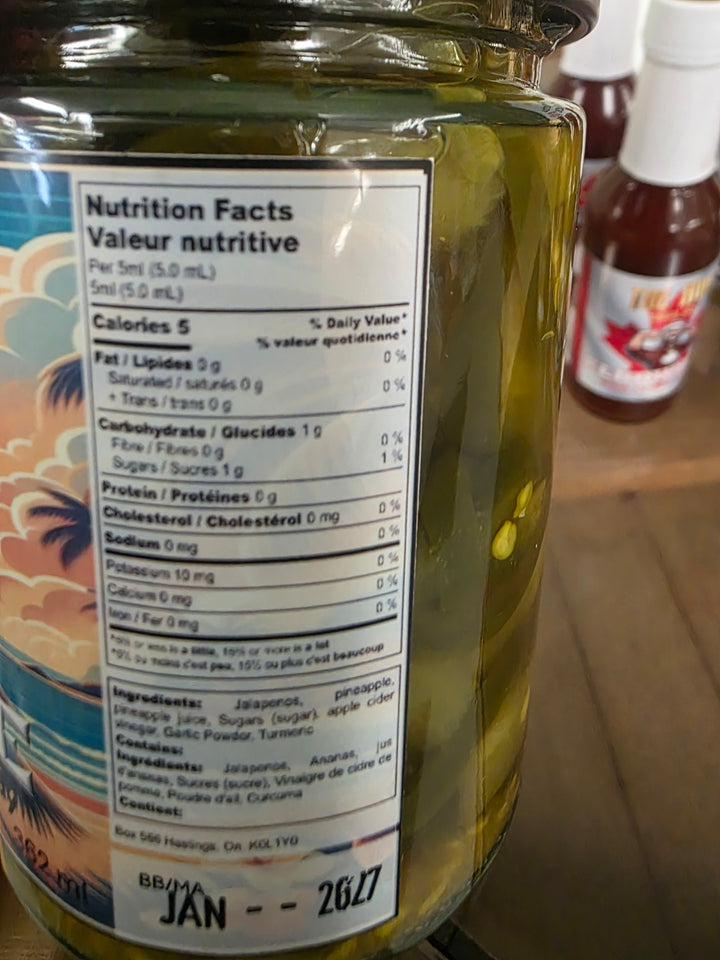 Nutrition Facts
Valeur nutritive
Per 5ml (5.0 mL)
5ml (5.0 mL)
Calories 5
% Daily Value*
% valeur quotidienne*
Fat / Lipides 0 g 0 %
Saturated / saturés 0 g 0 %
+ Trans / trans 0 g
Carbohydrate / Glucides 1 g
Fibre / Fibres 0 g 0 %
Sugars / Sucres 1 g 1 %
Protein / Protéines 0 g
Cholesterol / Cholestérol 0 mg 0 %
Sodium 0 mg 0 %
Potassium 10 mg 0 %
Calcium 0 mg 0 %
Iron / Fer 0 mg 0 %
*5% or less is a little, 15% or more is a lot
*5% ou moins c'est peu, 15% ou plus c'est beaucoup
Ingredients: Jalapenos, pineapple,
pineapple juice, Sugars (sugar), apple cider
vinegar, Garlic Powder, Turmeric
Contains:
Ingrédients: Jalapenos, Ananas, jus
d'ananas, Sucres (sucre), Vinaigre de cidre de
pomme, Poudre d'ail, Curcuma
Contient:
Box 566 Hastings, On K0L1Y0
362 ml
BB/MA
JAN -- 2027